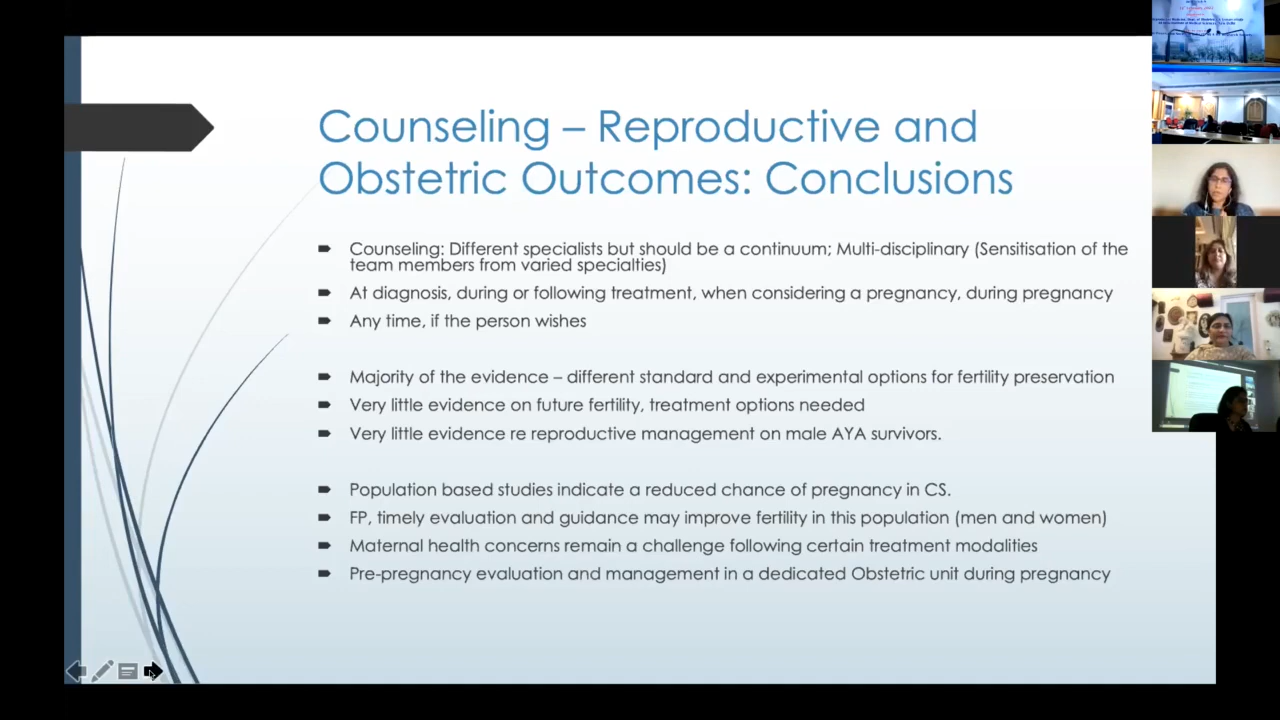 Counseling – Reproductive and
Obstetric Outcomes: Conclusions
Counseling: Different specialists but should be a continuum; Multi-disciplinary (Sensitisation of the
team members from varied specialties)
At diagnosis, during or following treatment, when considering a pregnancy, during pregnancy
Any time, if the person wishes
Majority of the evidence – different standard and experimental options for fertility preservation
Very little evidence on future fertility, treatment options needed
Very little evidence re reproductive management on male AYA survivors.
Population based studies indicate a reduced chance of pregnancy in CS.
FP, timely evaluation and guidance may improve fertility in this population (men and women)
Maternal health concerns remain a challenge following certain treatment modalities
Pre-pregnancy evaluation and management in a dedicated Obstetric unit during pregnancy